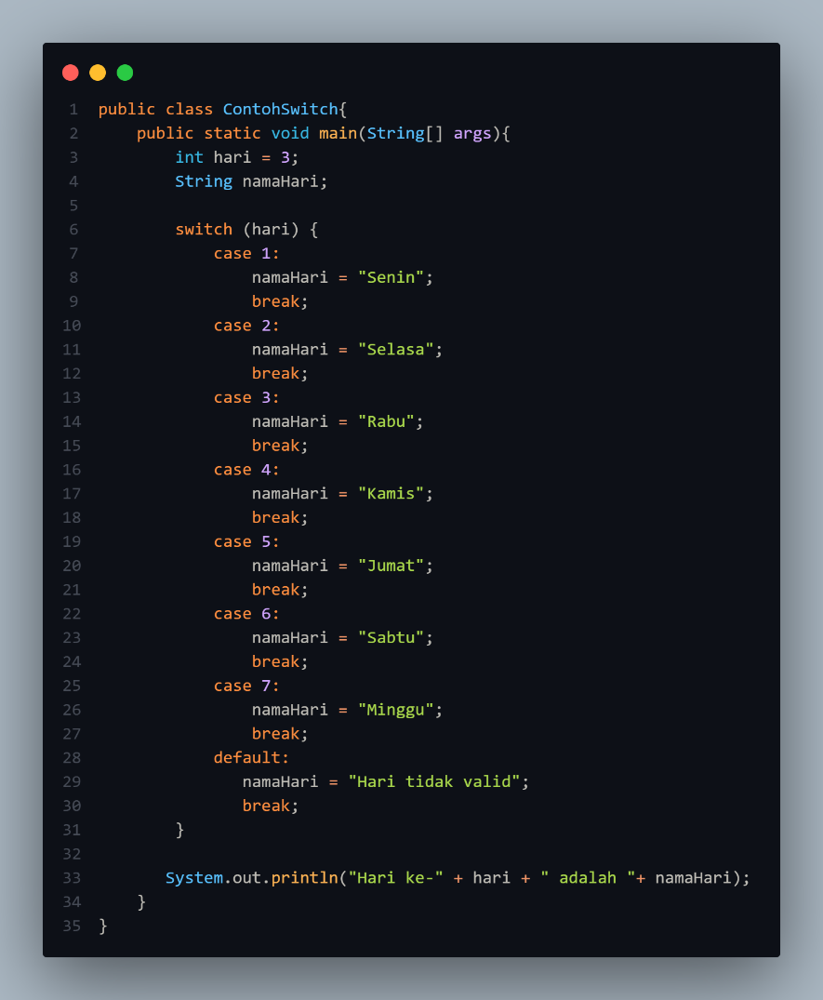 1 public class ContohSwitch{
2     public static void main(String[] args){
3         int hari = 3;
4         String namaHari;
5
6         switch (hari) {
7             case 1:
8                 namaHari = "Senin";
9                 break;
10             case 2:
11                 namaHari = "Selasa";
12                 break;
13             case 3:
14                 namaHari = "Rabu";
15                 break;
16             case 4:
17                 namaHari = "Kamis";
18                 break;
19             case 5:
20                 namaHari = "Jumat";
21                 break;
22             case 6:
23                 namaHari = "Sabtu";
24                 break;
25             case 7:
26                 namaHari = "Minggu";
27                 break;
28             default:
29                namaHari = "Hari tidak valid";
30                break;
31         }
32
33        System.out.println("Hari ke-" + hari + " adalah "+ namaHari);
34     }
35 }